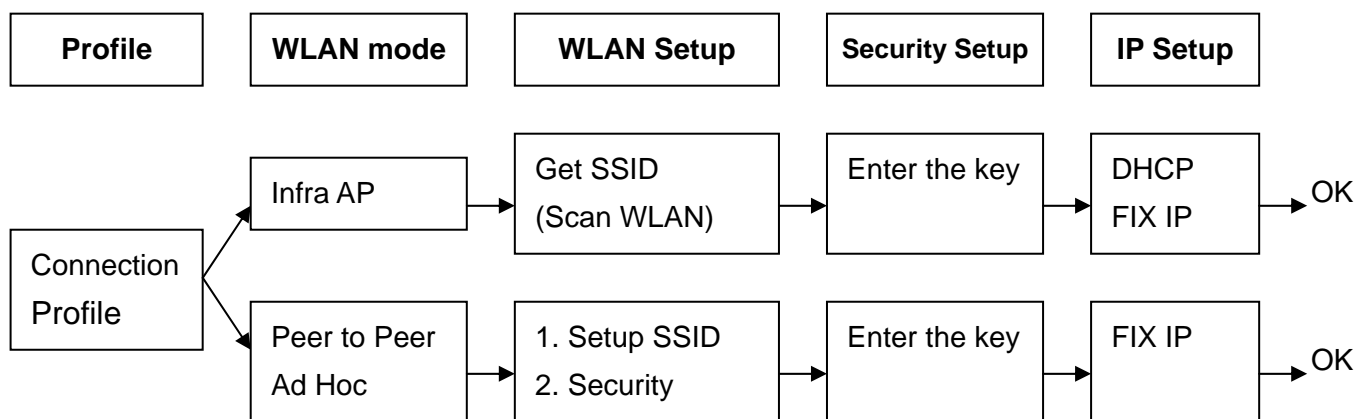 Profile
WLAN mode
WLAN Setup
Security Setup
IP Setup
Connection
Profile
Infra AP
Get SSID
(Scan WLAN)
Enter the key
DHCP
FIX IP
OK
Peer to Peer
Ad Hoc
1. Setup SSID
2. Security
Enter the key
FIX IP
OK